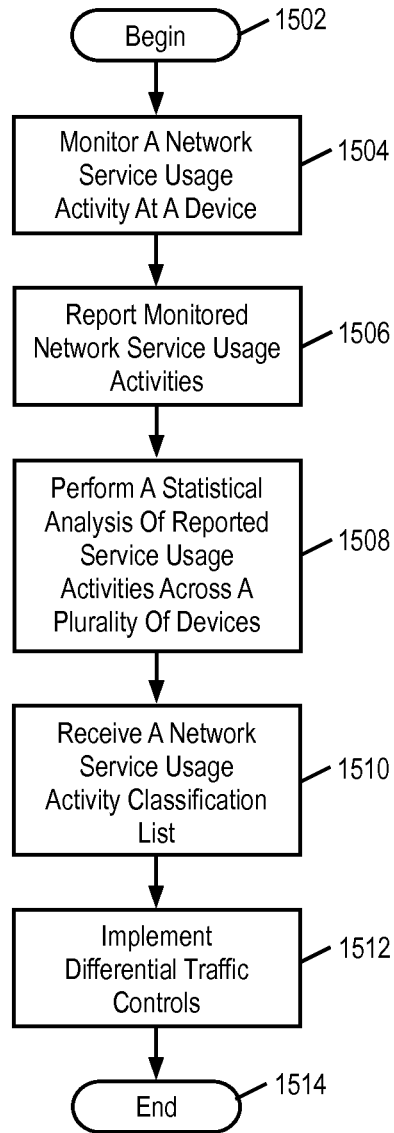 Begin
1502
Monitor A Network
Service Usage
Activity At A Device
1504
Report Monitored
Network Service Usage
Activities
1506
Perform A Statistical
Analysis Of Reported
Service Usage
Activities Across A
Plurality Of Devices
1508
Receive A Network
Service Usage
Activity Classification
List
1510
Implement
Differential Traffic
Controls
1512
End
1514